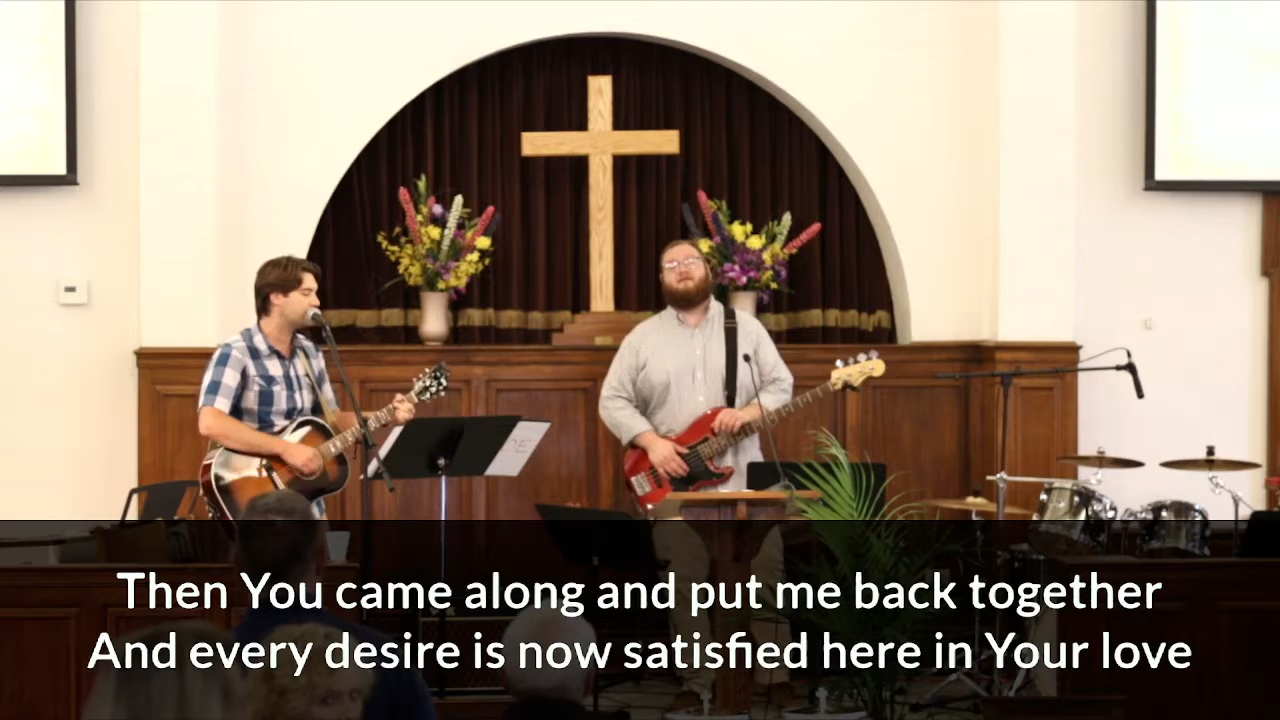 Then You came along and put me back together
And every desire is now satisfied here in Your love